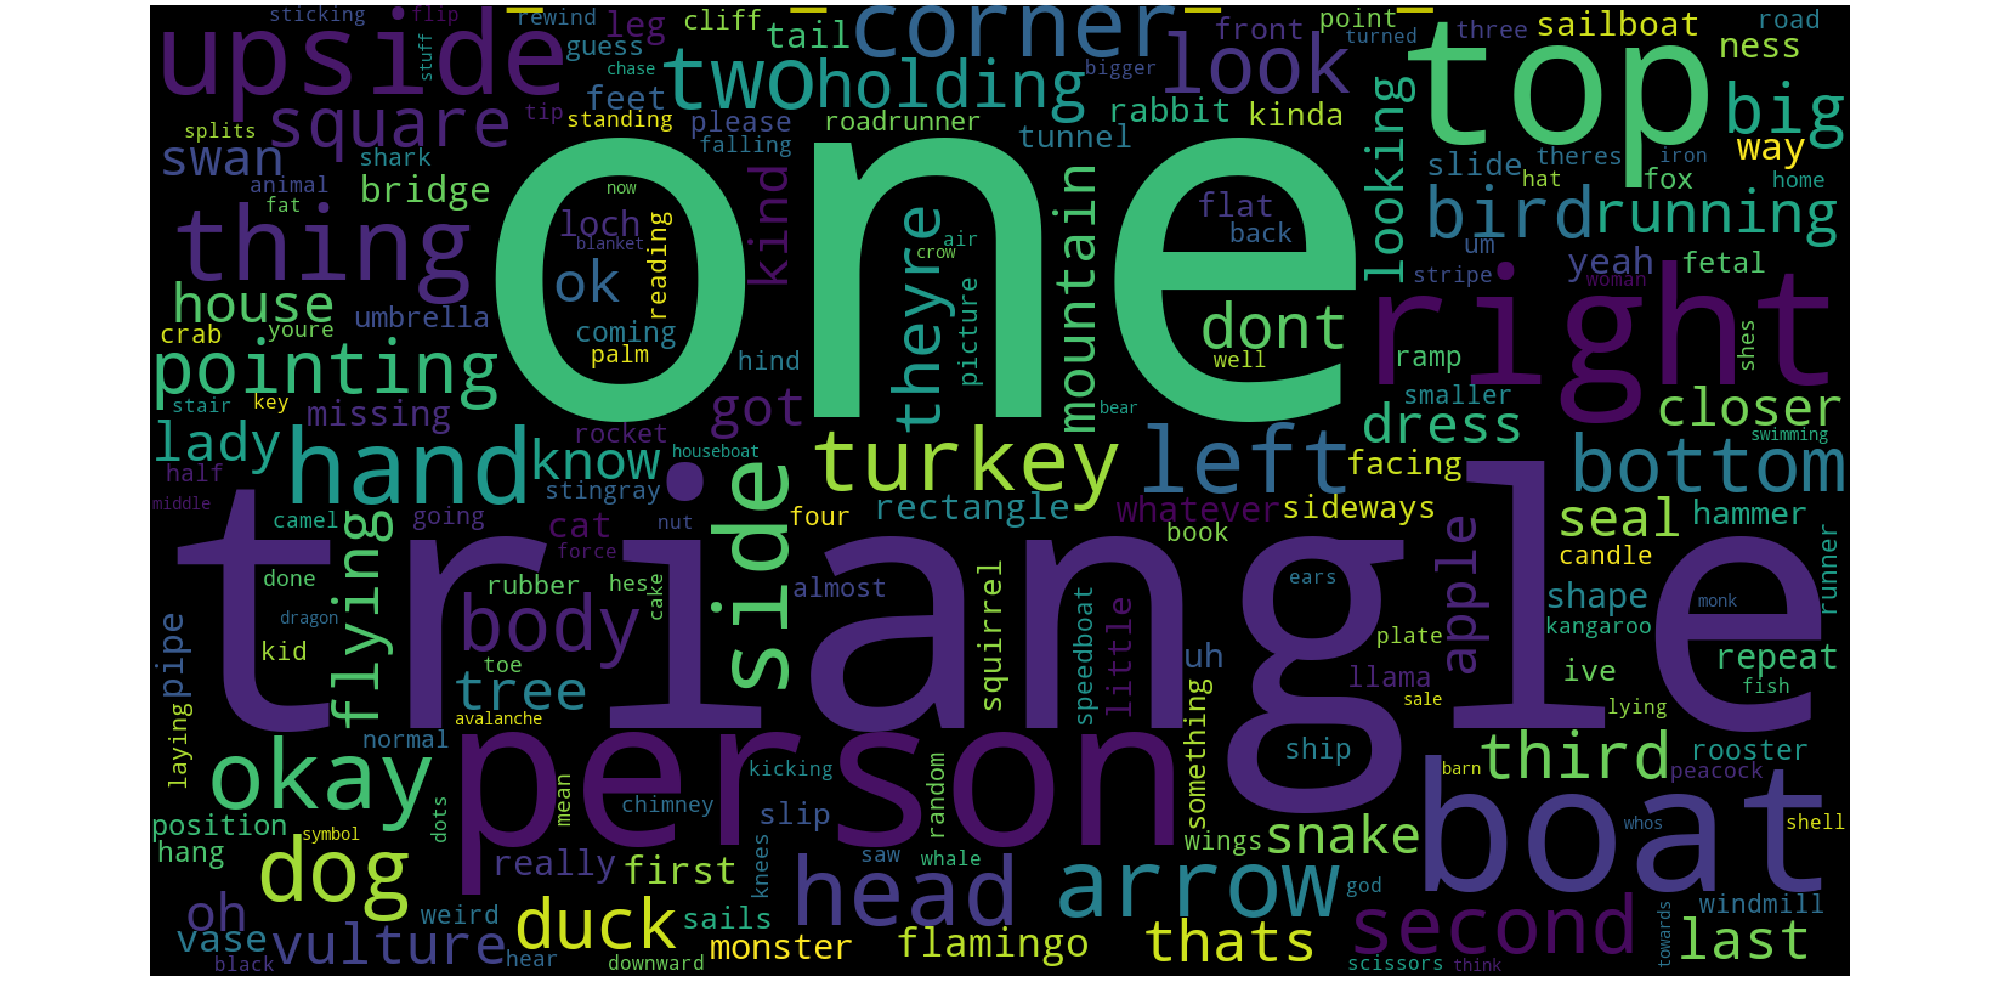 sticking
flip
rewind
leg
cliff
corner
front
point
top
sailboat
road
upside
stuff
guess
tail
look
turned
three
ness
chase
two
holding
bigger
square
tip
feet
rabbit
kinda
looking
big
splits
standing
please
roadrunner
tunnel
way
swan
shark
falling
slide
theres
iron
animal
bridge
one
kind
mountain
hat
fox
home
fat
now
they're
flat
bird
running
thing
loch
reading
air
back
um
blanket
crow
stripe
yeah
fetal
ok
woman
house
umbrella
coming
picture
dont
right
crab
youre
palm
hind
well
ramp
shes
pointing
stair
key
missing
got
bear
smaller
closer
lady
hand
rocket
houseboat
turkey
left
dress
swimming
half
know
side
facing
bottom
middle
stingray
rectangle
whatever
sideways
seal
hammer
camel
flying
going
cat
nut
four
book
apple
candle
runner
force
triangle
done
rubber
hes
cake
almost
squirrel
ears
shape
dragon
body
speedboat
little
monk
kangaroo
pipe
kid
toe
uh
plate
repeat
tree
llama
ive
fish
laying
avalanche
something
sale
lying
okay
normal
person
ship
third
rooster
kicking
barn
peacock
mean
chimney
slip
random
boat
position
symbol
dots
snake
whos
shell
hang
dog
really
first
knees
saw
whale
wings
head
arrow
god
oh
weird
duck
sails
second
windmill
vase
vulture
hear
monster
flamingo
thats
towards
last
black
downward
scissors
think